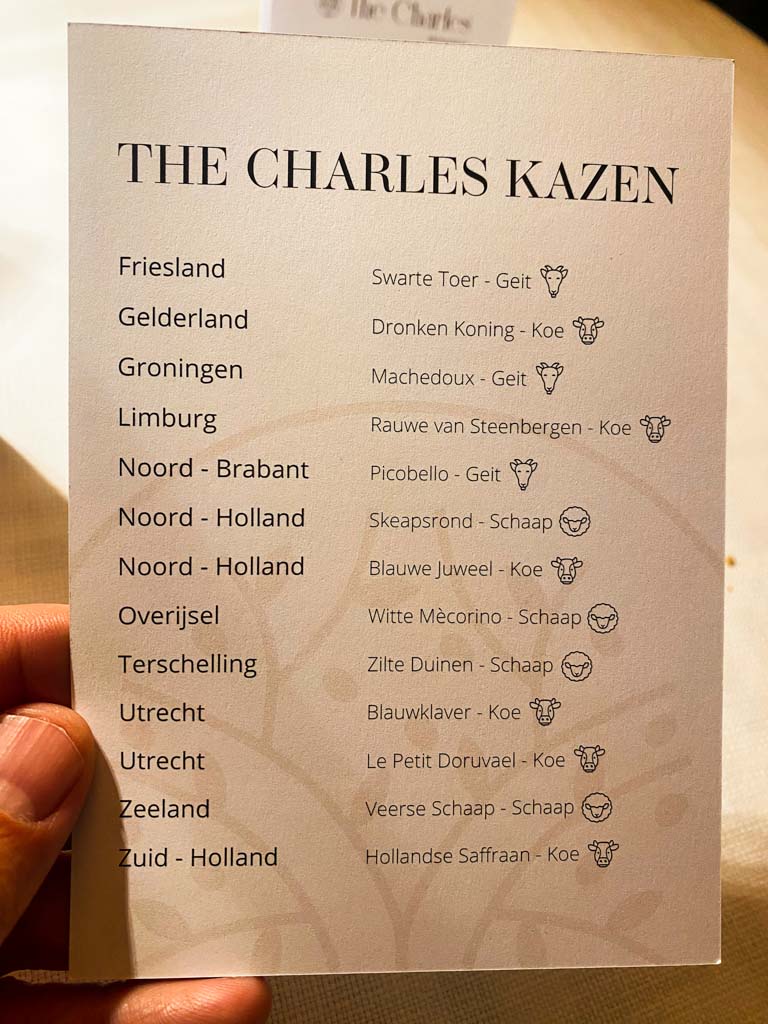 The Charles
THE CHARLES KAZEN
Friesland Swarte Toer - Geit
Gelderland Dronken Koning - Koe
Groningen Machedoux - Geit
Limburg Rauwe van Steenbergen - Koe
Noord - Brabant Picobello - Geit
Noord - Holland Skeapsrond - Schaap
Noord - Holland Blauwe Juweel - Koe
Overijsel Witte Mècorino - Schaap
Terschelling Zilte Duinen - Schaap
Utrecht Blauwklaver - Koe
Utrecht Le Petit Doruvael - Koe
Zeeland Veerse Schaap - Schaap
Zuid - Holland Hollandse Saffraan - Koe